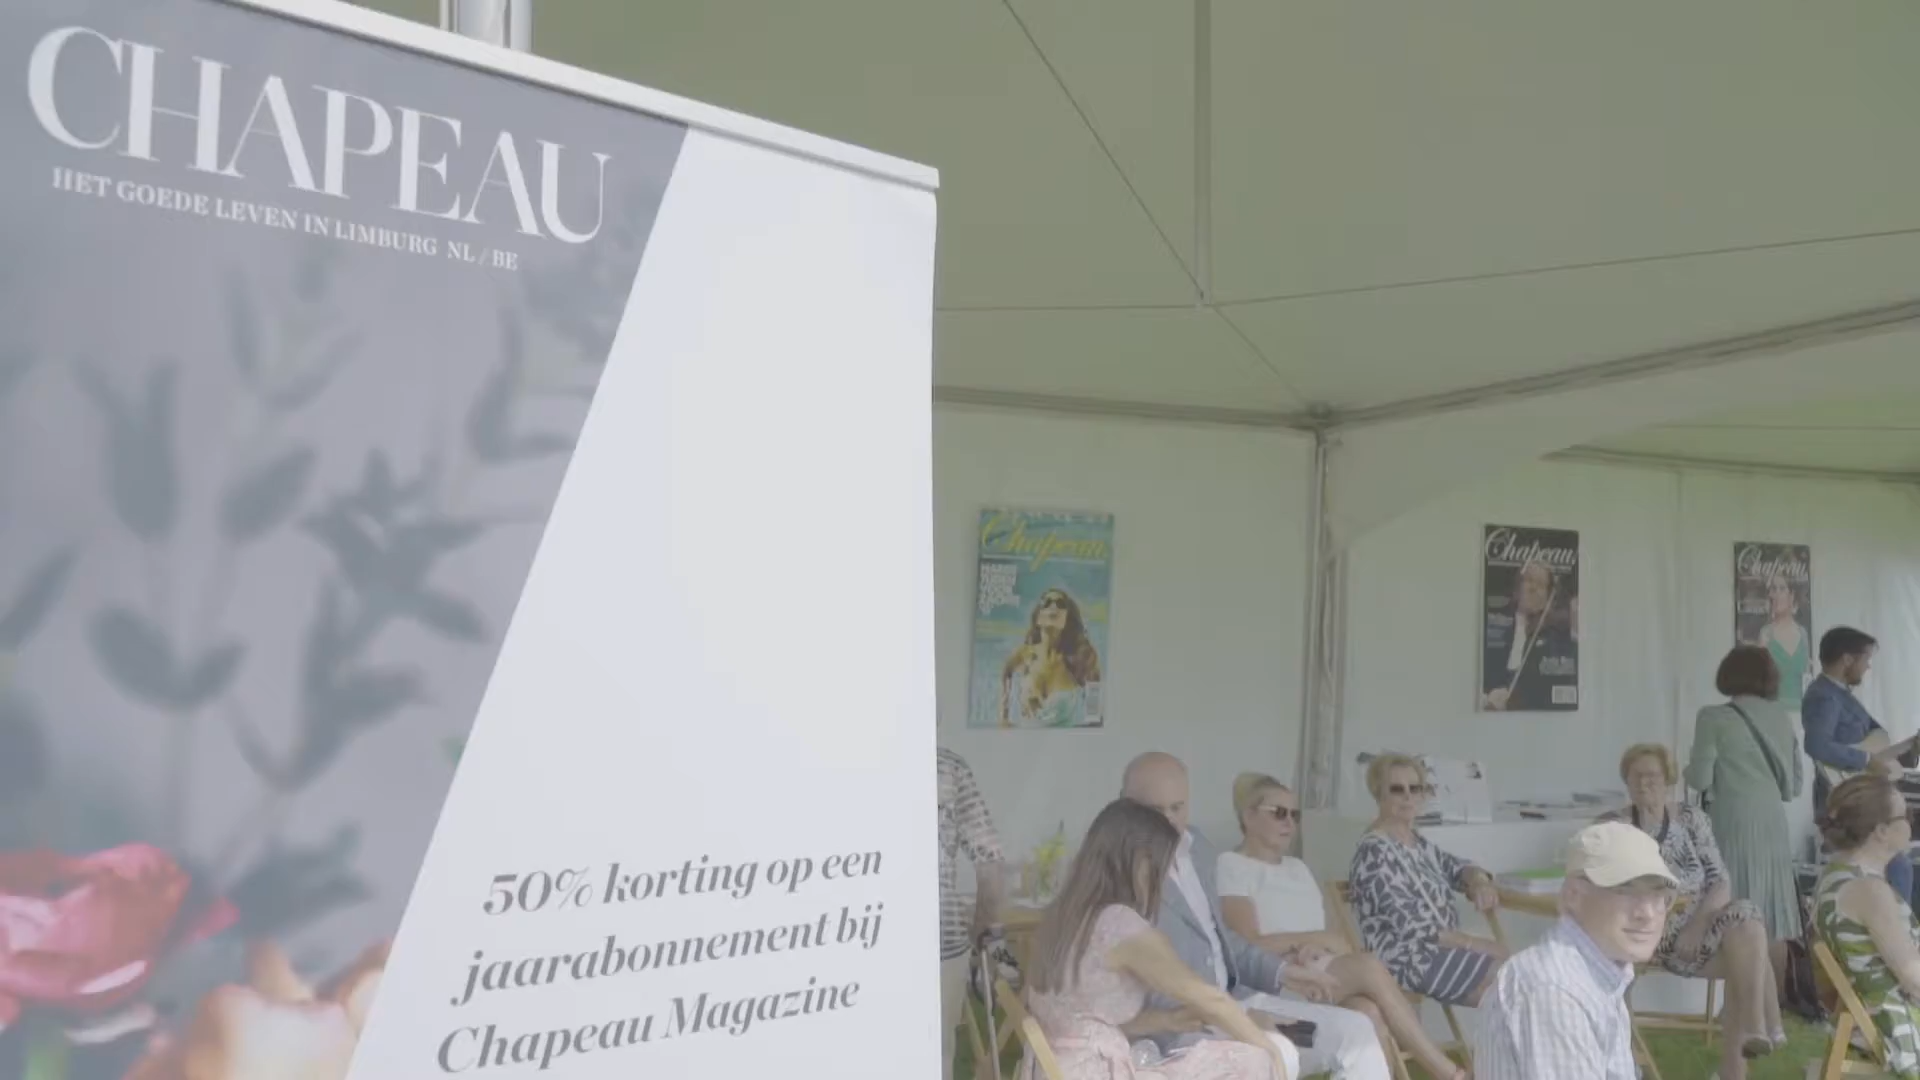 CHAPEAU
HET GOEDE LEVEN IN LIMBURG NL / BE
50% korting op een
jaarabonnement bij
Chapeau Magazine
Chapeau
Chapeau
Chapeau